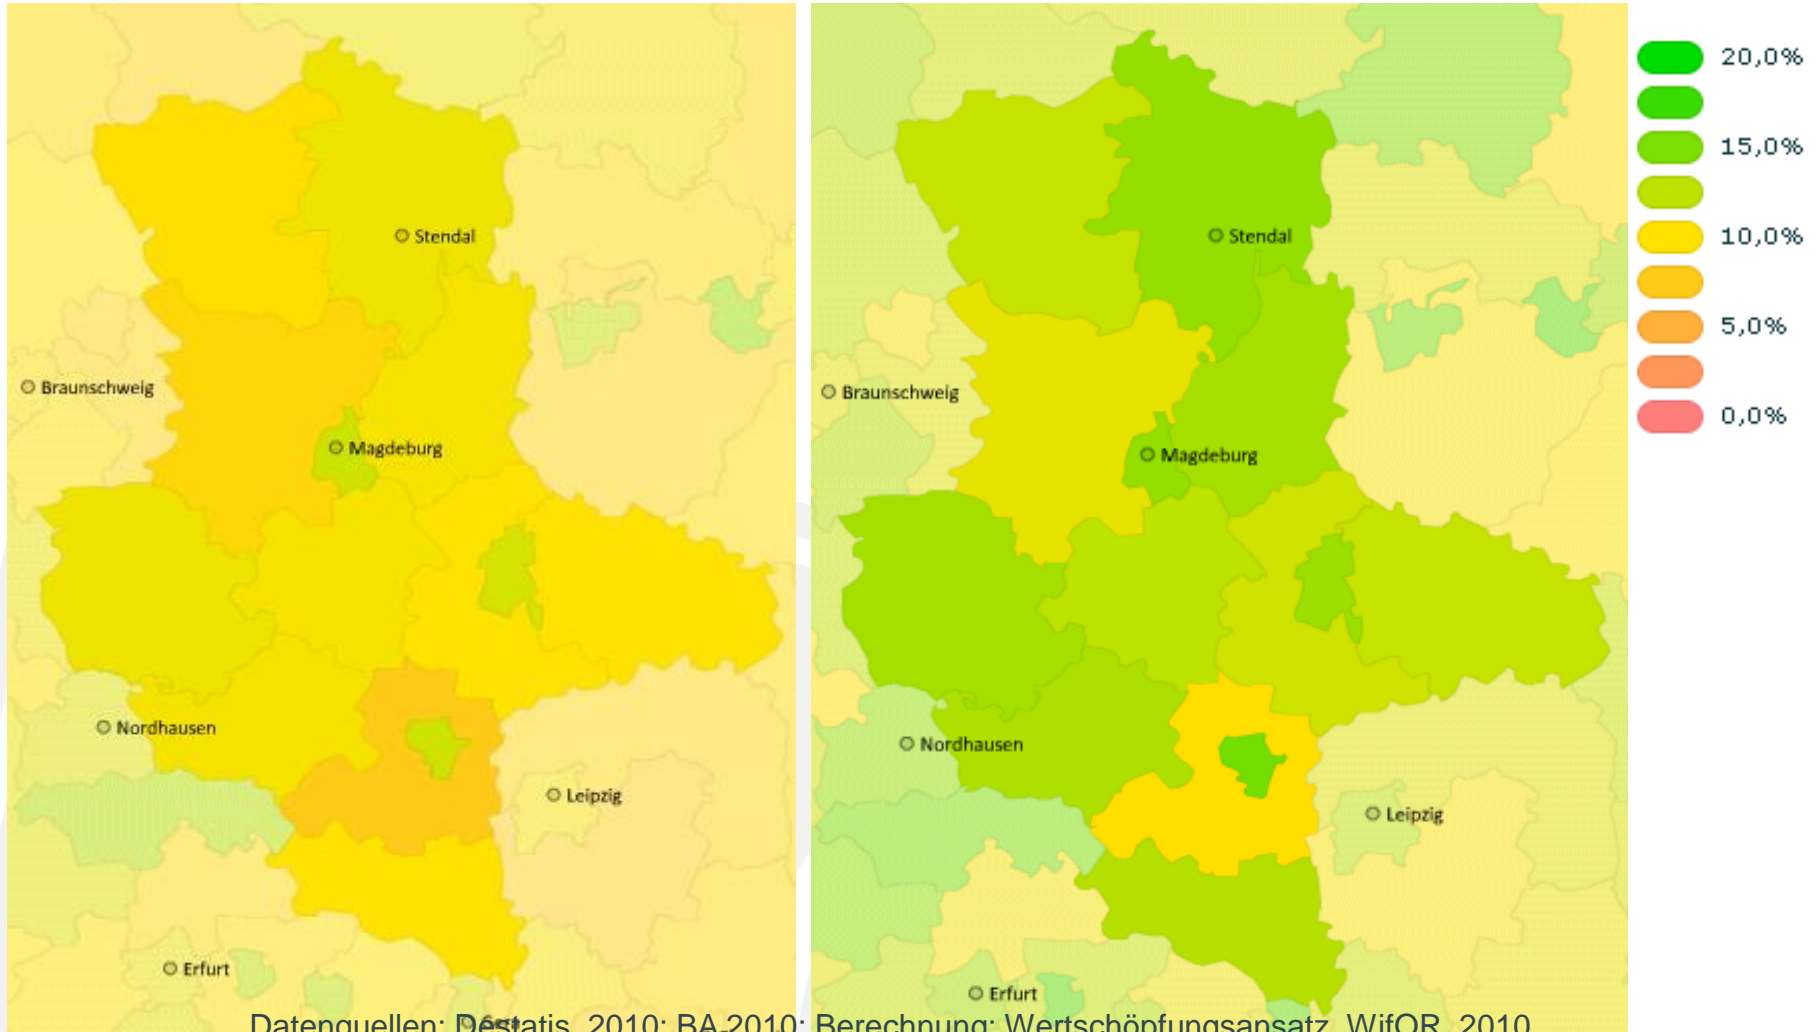 Stendal
Braunschweig
Magdeburg
Nordhausen
Leipzig
Erfurt
Stendal
Braunschweig
Magdeburg
Nordhausen
Leipzig
Erfurt
20,0%
15,0%
10,0%
5,0%
0,0%
Datenquellen: Destatis, 2010; BA-2010; Berechnung: Wertschöpfungsansatz, WifOR, 2010